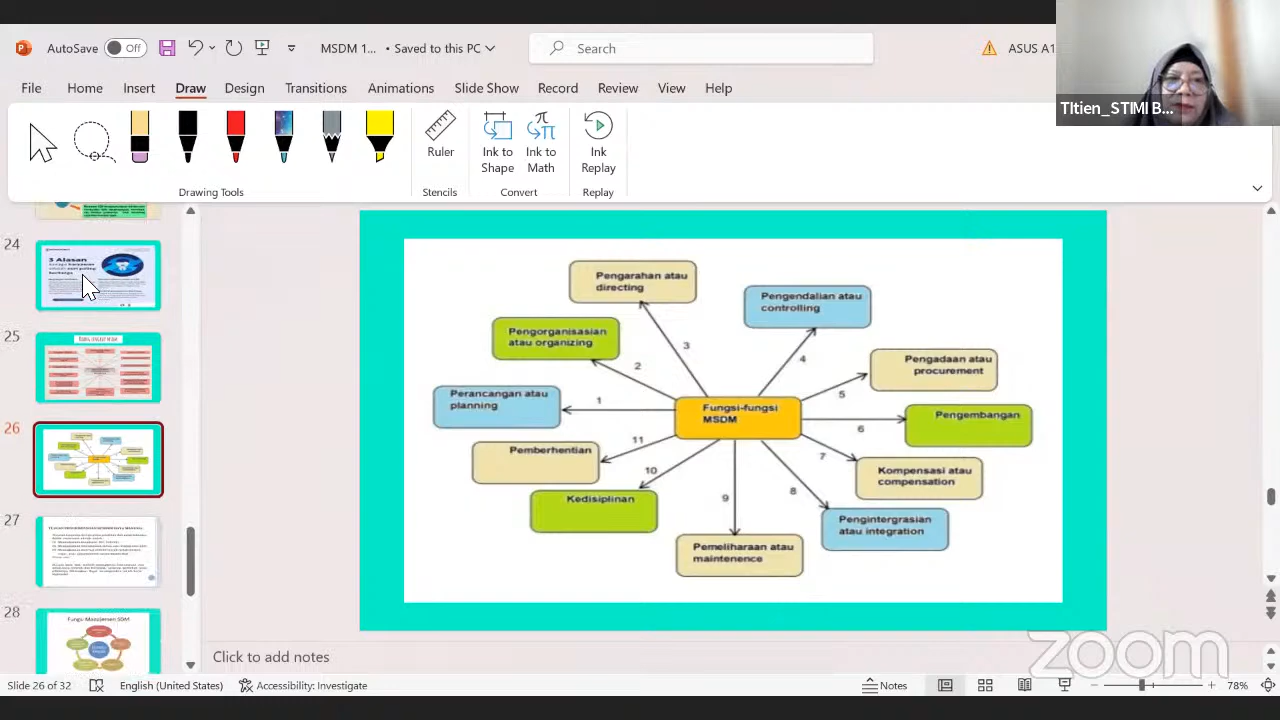 AutoSave
Off
MSDM 1... • Saved to this PC
Search
ASUS A1
TItien_STIMI B...
File
Home
Insert
Draw
Design
Transitions
Animations
Slide Show
Record
Review
View
Help
Ruler
Ink to
Shape
Ink to
Math
Ink
Replay
Drawing Tools
Stencils
Convert
Replay
24
3 Alasan
25
26
27
28
Fungsi Manajemen SDM
Pengarahan atau
directing
Pengendalian atau
controlling
Pengorganisasian
atau organizing
3
4
Pengadaan atau
procurement
2
5
Perancangan atau
planning
1
Fungsi-fungsi
MSDM
6
Pengembangan
Pemberhentian
11
7
Kompensasi atau
compensation
10
Kedisiplinan
9
8
Pengintergrasian
atau integration
Pemeliharaan atau
maintenence
zoom
Click to add notes
Slide 26 of 32
English (United States)
Accessibility: Investigate
Notes
78%